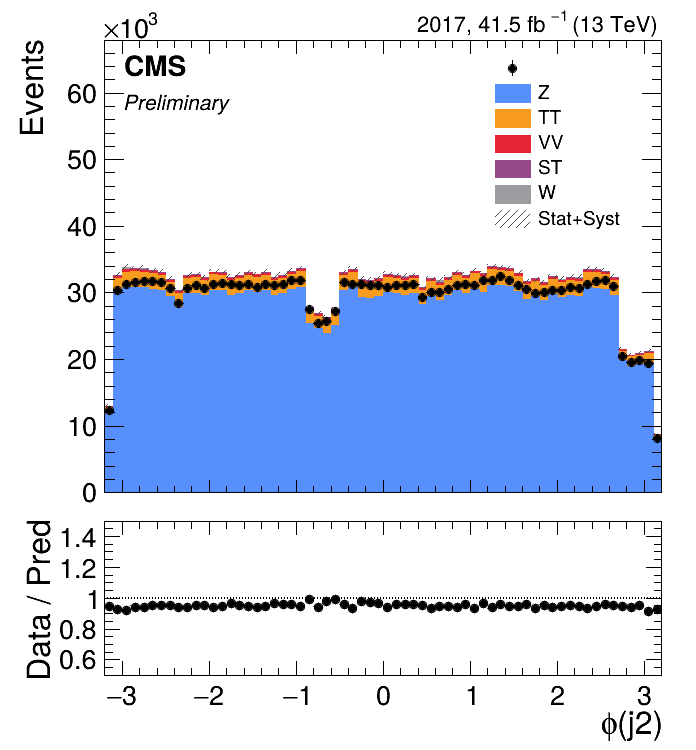 ×10³ 2017, 41.5 fb ⁻¹ (13 TeV)
CMS
Preliminary
Z
TT
VV
ST
W
Stat+Syst
Events
60
50
40
30
20
10
0
Data / Pred
1.4
1.2
1
0.8
0.6
−3 −2 −1 0 1 2 3
ϕ(j2)